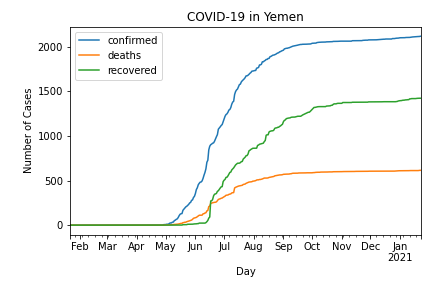 COVID-19 in Yemen
confirmed
deaths
recovered
Number of Cases
2000
1500
1000
500
0
Feb Mar Apr May Jun Jul Aug Sep Oct Nov Dec Jan
2021
Day